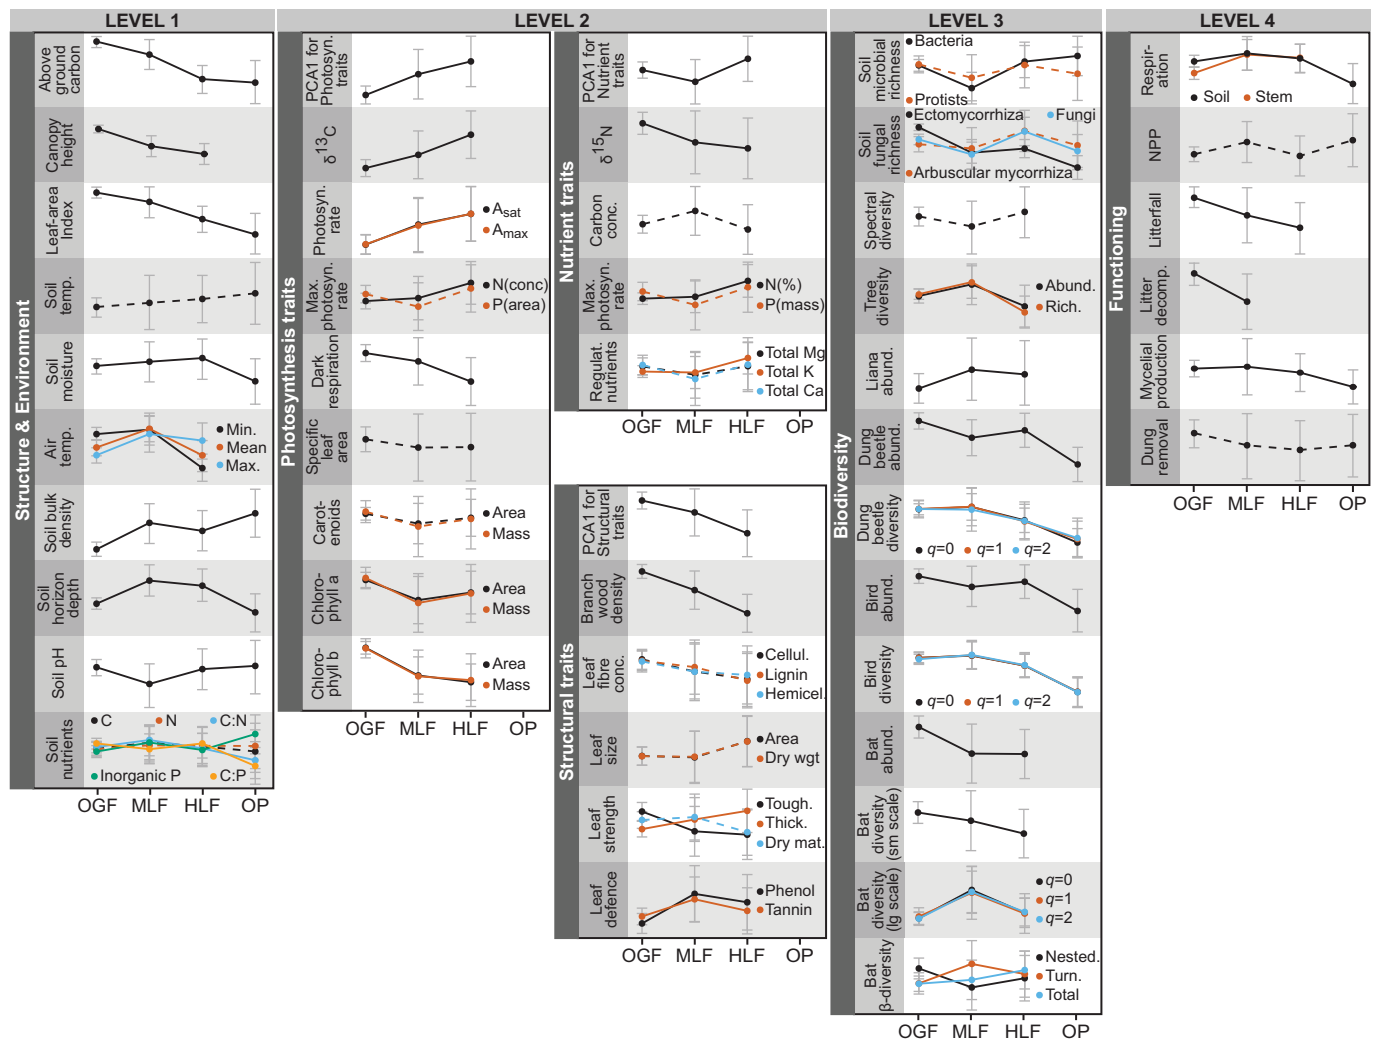 LEVEL 1
LEVEL 2
LEVEL 3
LEVEL 4
Structure & Environment
Above
ground
carbon
Canopy
height
Leaf-area
Index
Soil
temp.
Soil
moisture
Air
temp.
Min.
Mean
Max.
Soil bulk
density
Soil
horizon
depth
Soil pH
Soil
nutrients
C
N
C:N
Inorganic P
C:P
OGF MLF HLF OP
Photosynthesis traits
PCA1 for
Photosyn.
traits
δ13C
Photosyn.
rate
Asat
Amax
Max.
photosyn.
rate
N(conc)
P(area)
Dark
respiration
Specific
leaf
area
Carot-
enoids
Area
Mass
Chloro-
phyll a
Area
Mass
Chloro-
phyll b
Area
Mass
OGF MLF HLF OP
Nutrient traits
PCA1 for
Nutrient
traits
δ15N
Carbon
conc.
Max.
photosyn.
rate
N(%)
P(mass)
Regulat.
nutrients
Total Mg
Total K
Total Ca
OGF MLF HLF OP
Structural traits
PCA1 for
Structural
traits
Branch
wood
density
Leaf
fibre
conc.
Cellul.
Lignin
Hemicel.
Leaf
size
Area
Dry wgt
Leaf
strength
Tough.
Thick.
Dry mat.
Leaf
defence
Phenol
Tannin
OGF MLF HLF OP
Biodiversity
Soil
microbial
richness
Bacteria
Protists
Soil
fungal
richness
Ectomycorrhiza
Fungi
Arbuscular mycorrhiza
Spectral
diversity
Tree
diversity
Abund.
Rich.
Liana
abund.
Dung
beetle
abund.
Dung
beetle
diversity
q=0 q=1 q=2
Bird
abund.
Bird
diversity
q=0 q=1 q=2
Bat
abund.
Bat
diversity
(sm scale)
Bat
diversity
(lg scale)
q=0
q=1
q=2
Bat
β-diversity
Nested.
Turn.
Total
OGF MLF HLF OP
Functioning
Respir-
ation
Soil
Stem
NPP
Litterfall
Litter
decomp.
Mycelial
production
Dung
removal
OGF MLF HLF OP